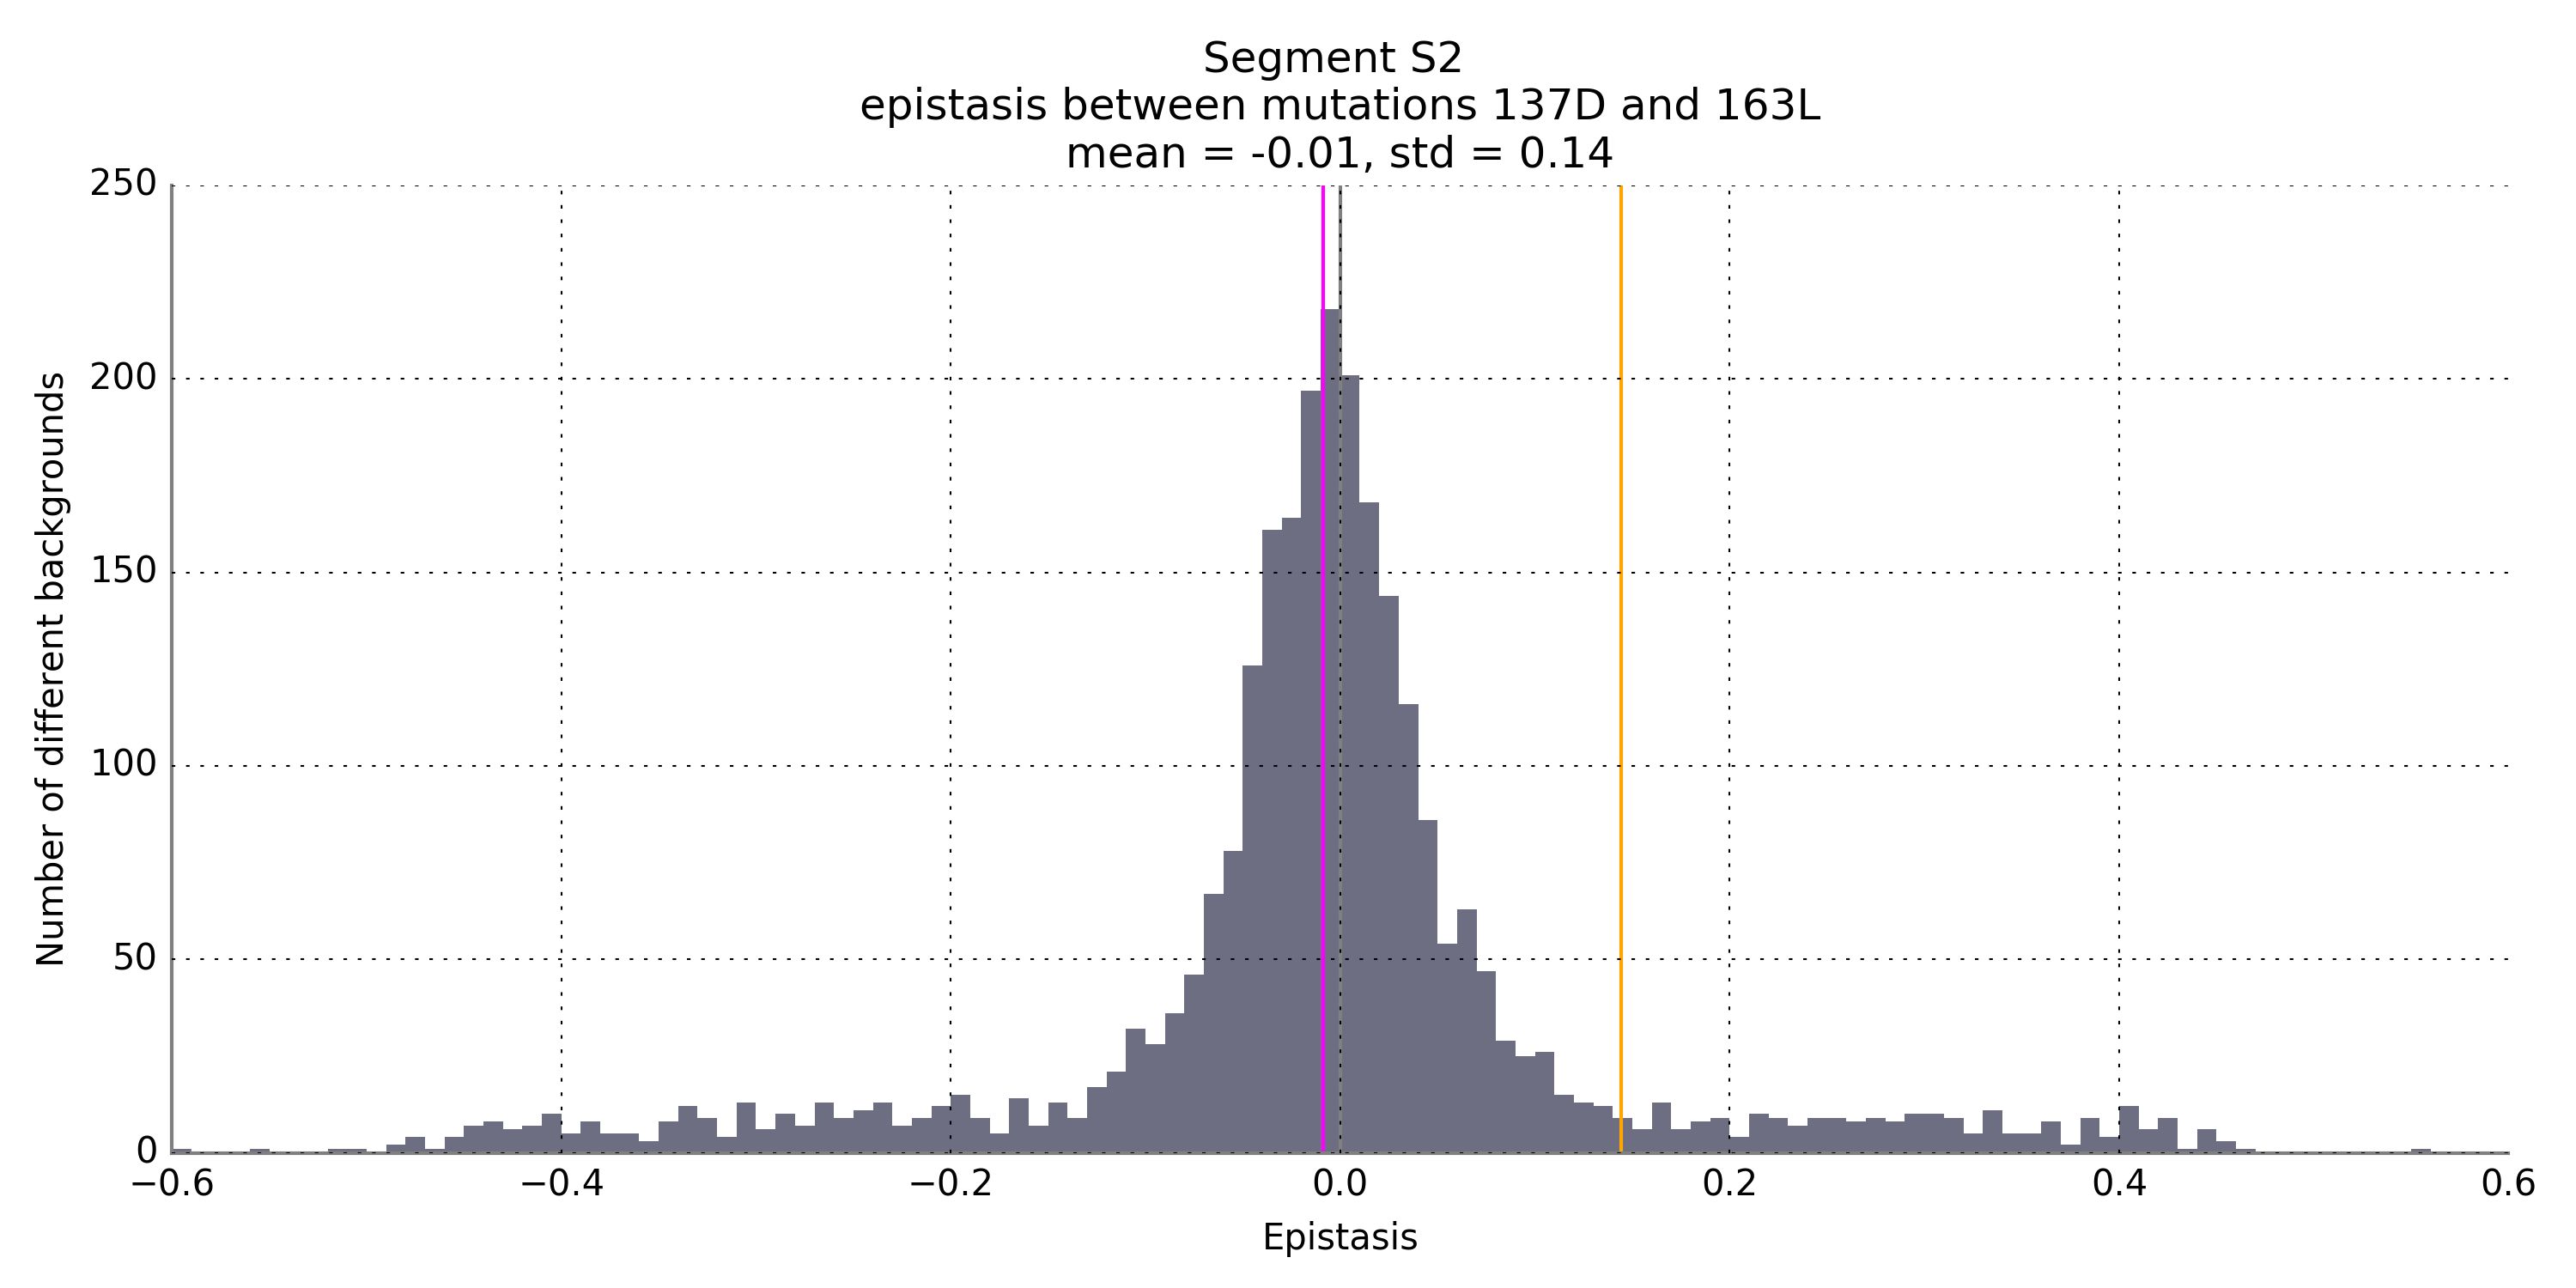 Segment S2
epistasis between mutations 137D and 163L
mean = -0.01, std = 0.14
250
200
150
100
50
0
Number of different backgrounds
−0.6 −0.4 −0.2 0.0 0.2 0.4 0.6
Epistasis